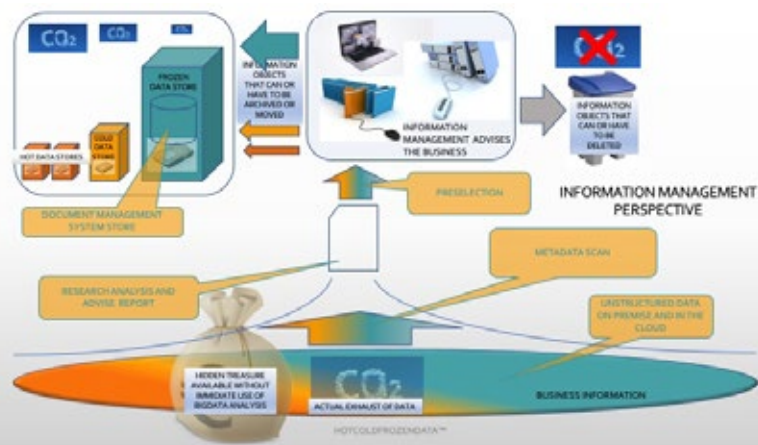 CO2
CO2
CO2
FROZEN
DATA STORE
COLD
DATA
STORE
HOT DATA STORES
INFORMATION
OBJECTS
THAT CAN OR
HAVE TO BE
ARCHIVED OR
MOVED
INFORMATION
MANAGEMENT ADVISES
THE BUSINESS
CO2
INFORMATION
OBJECTS THAT
CAN OR HAVE
TO BE
DELETED
INFORMATION MANAGEMENT
PERSPECTIVE
PRESELECTION
DOCUMENT MANAGEMENT
SYSTEM STORE
METADATA SCAN
RESEARCH ANALYSIS AND
ADVISE REPORT
UNSTRUCTURED DATA
ON PREMISE AND IN THE
CLOUD
HIDDEN TREASURE
AVAILABLE WITHOUT
IMMIDIATE USE OF
BIGDATA ANALYSIS
CO2
ACTUAL EXHAUST OF DATA
BUSINESS INFORMATION
HOTCOLDFROZENDATA™